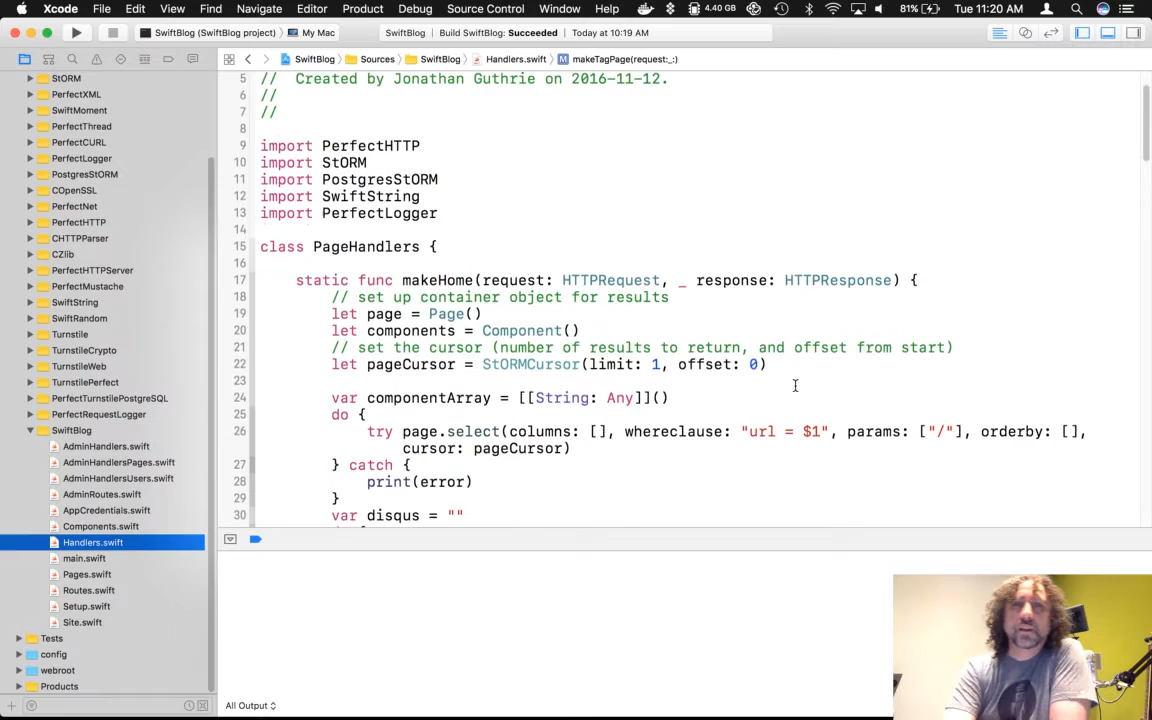 Xcode File Edit View Find Navigate Editor Product Debug Source Control Window Help 4.40 GB 81% Tue 11:20 AM
SwiftBlog (SwiftBlog project) My Mac SwiftBlog Build SwiftBlog: Succeeded Today at 10:19 AM
SwiftBlog Sources SwiftBlog Handlers.swift M makeTagPage(request:_:)
StORM
PerfectXML
SwiftMoment
PerfectThread
PerfectCURL
PerfectLogger
PostgresStORM
COpenSSL
PerfectNet
PerfectHTTP
CHTTPParser
CZlib
PerfectHTTPServer
PerfectMustache
SwiftString
SwiftRandom
Turnstile
TurnstileCrypto
TurnstileWeb
TurnstilePerfect
PerfectTurnstilePostgreSQL
PerfectRequestLogger
SwiftBlog
AdminHandlers.swift
AdminHandlersPages.swift
AdminHandlersUsers.swift
AdminRoutes.swift
AppCredentials.swift
Components.swift
Handlers.swift
main.swift
Pages.swift
Routes.swift
Setup.swift
Site.swift
Tests
config
webroot
Products
5 // Created by Jonathan Guthrie on 2016-11-12.
6 //
7 //
8
9 import PerfectHTTP
10 import StORM
11 import PostgresStORM
12 import SwiftString
13 import PerfectLogger
14
15 class PageHandlers {
16
17 static func makeHome(request: HTTPRequest, _ response: HTTPResponse) {
18 // set up container object for results
19 let page = Page()
20 let components = Component()
21 // set the cursor (number of results to return, and offset from start)
22 let pageCursor = StORMCursor(limit: 1, offset: 0)
23
24 var componentArray = [[String: Any]]()
25 do {
26 try page.select(columns: [], whereclause: "url = $1", params: ["/"], orderby: [],
cursor: pageCursor)
27 } catch {
28 print(error)
29 }
30 var disqus = ""
All Output